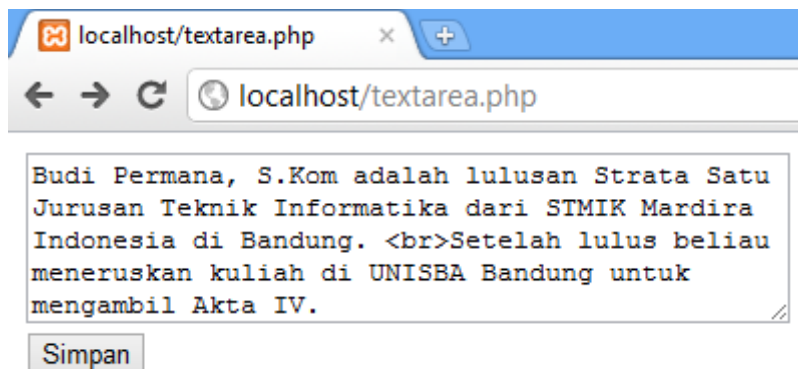 localhost/textarea.php
localhost/textarea.php
Budi Permana, S.Kom adalah lulusan Strata Satu
Jurusan Teknik Informatika dari STMIK Mardira
Indonesia di Bandung. <br>Setelah lulus beliau
meneruskan kuliah di UNISBA Bandung untuk
mengambil Akta IV.
Simpan